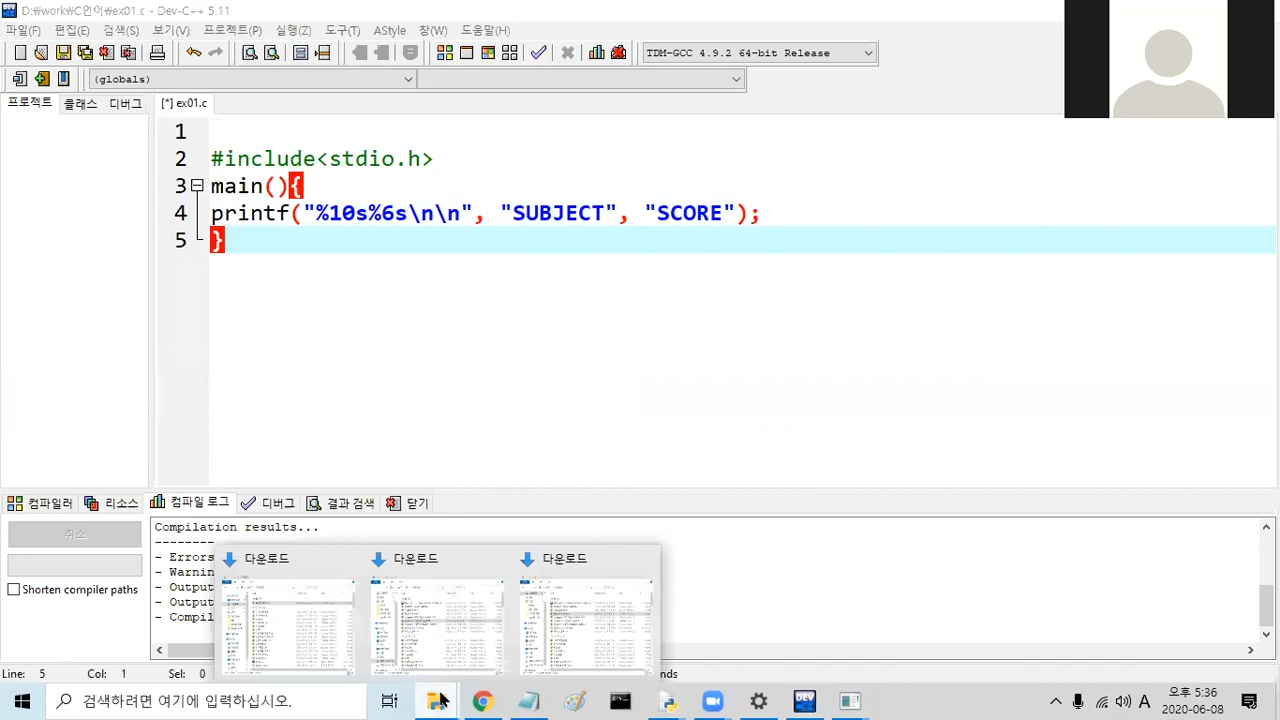 D:\work\C언어\ex01.c - Dev-C++ 5.11
파일(F) 편집(E) 검색(S) 보기(V) 프로젝트(P) 실행(Z) 도구(T) AStyle 창(W) 도움말(H)
TDM-GCC 4.9.2 64-bit Release
(globals)
프로젝트 클래스 디버그 [*] ex01.c
1
2 #include<stdio.h>
3 main(){
4 printf("%10s%6s\n\n", "SUBJECT", "SCORE");
5 }
컴파일러 리소스 컴파일 로그 디버그 결과 검색 닫기
취소
Shorten compiler paths
Compilation results...
--------
- Errors
- Warnin
- Output
- Output
- Compil
다운로드 다운로드 다운로드
Line: 5 Col: 1 Sel: 0 nds
검색하려면 여기에 입력하십시오.
DEV
A
오후 5:36
2020-06-08